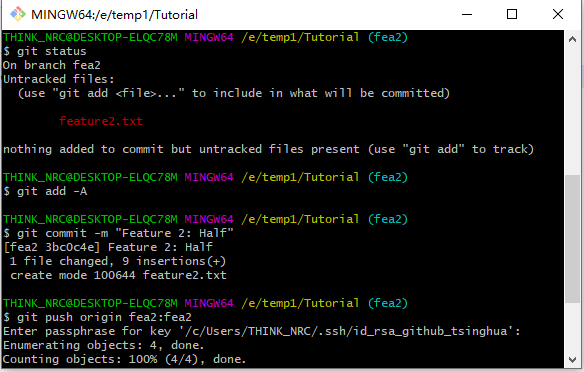 MINGW64:/e/temp1/Tutorial
THINK_NRC@DESKTOP-ELQC78M MINGW64 /e/temp1/Tutorial (fea2)
$ git status
On branch fea2
Untracked files:
  (use "git add <file>..." to include in what will be committed)
        feature2.txt
nothing added to commit but untracked files present (use "git add" to track)
THINK_NRC@DESKTOP-ELQC78M MINGW64 /e/temp1/Tutorial (fea2)
$ git add -A
THINK_NRC@DESKTOP-ELQC78M MINGW64 /e/temp1/Tutorial (fea2)
$ git commit -m "Feature 2: Half"
[fea2 3bc0c4e] Feature 2: Half
 1 file changed, 9 insertions(+)
 create mode 100644 feature2.txt
THINK_NRC@DESKTOP-ELQC78M MINGW64 /e/temp1/Tutorial (fea2)
$ git push origin fea2:fea2
Enter passphrase for key '/c/Users/THINK_NRC/.ssh/id_rsa_github_tsinghua':
Enumerating objects: 4, done.
Counting objects: 100% (4/4), done.